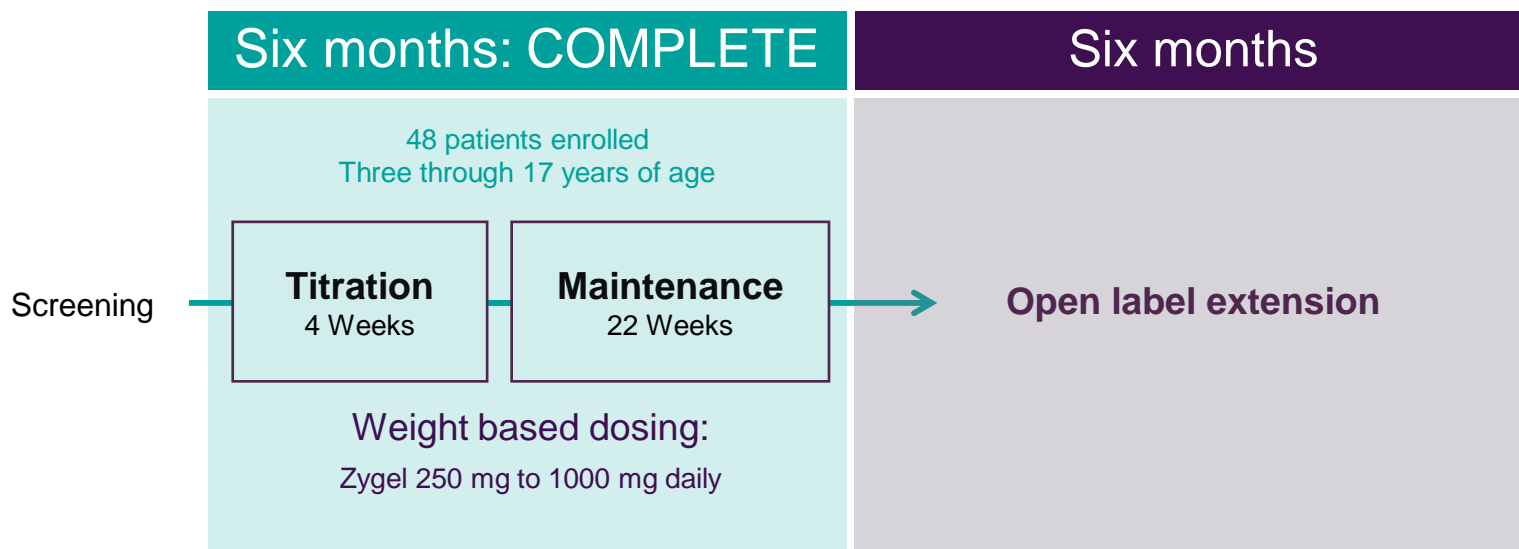 Six months: COMPLETE
Six months
48 patients enrolled
Three through 17 years of age
Screening
Titration
4 Weeks
Maintenance
22 Weeks
Open label extension
Weight based dosing:
Zygel 250 mg to 1000 mg daily